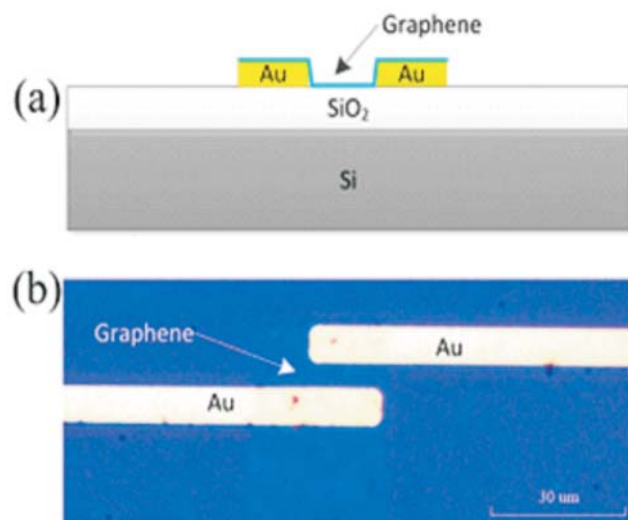 Graphene
(a)
Au
Au
SiO₂
Si
(b)
Graphene
Au
Au
30 um